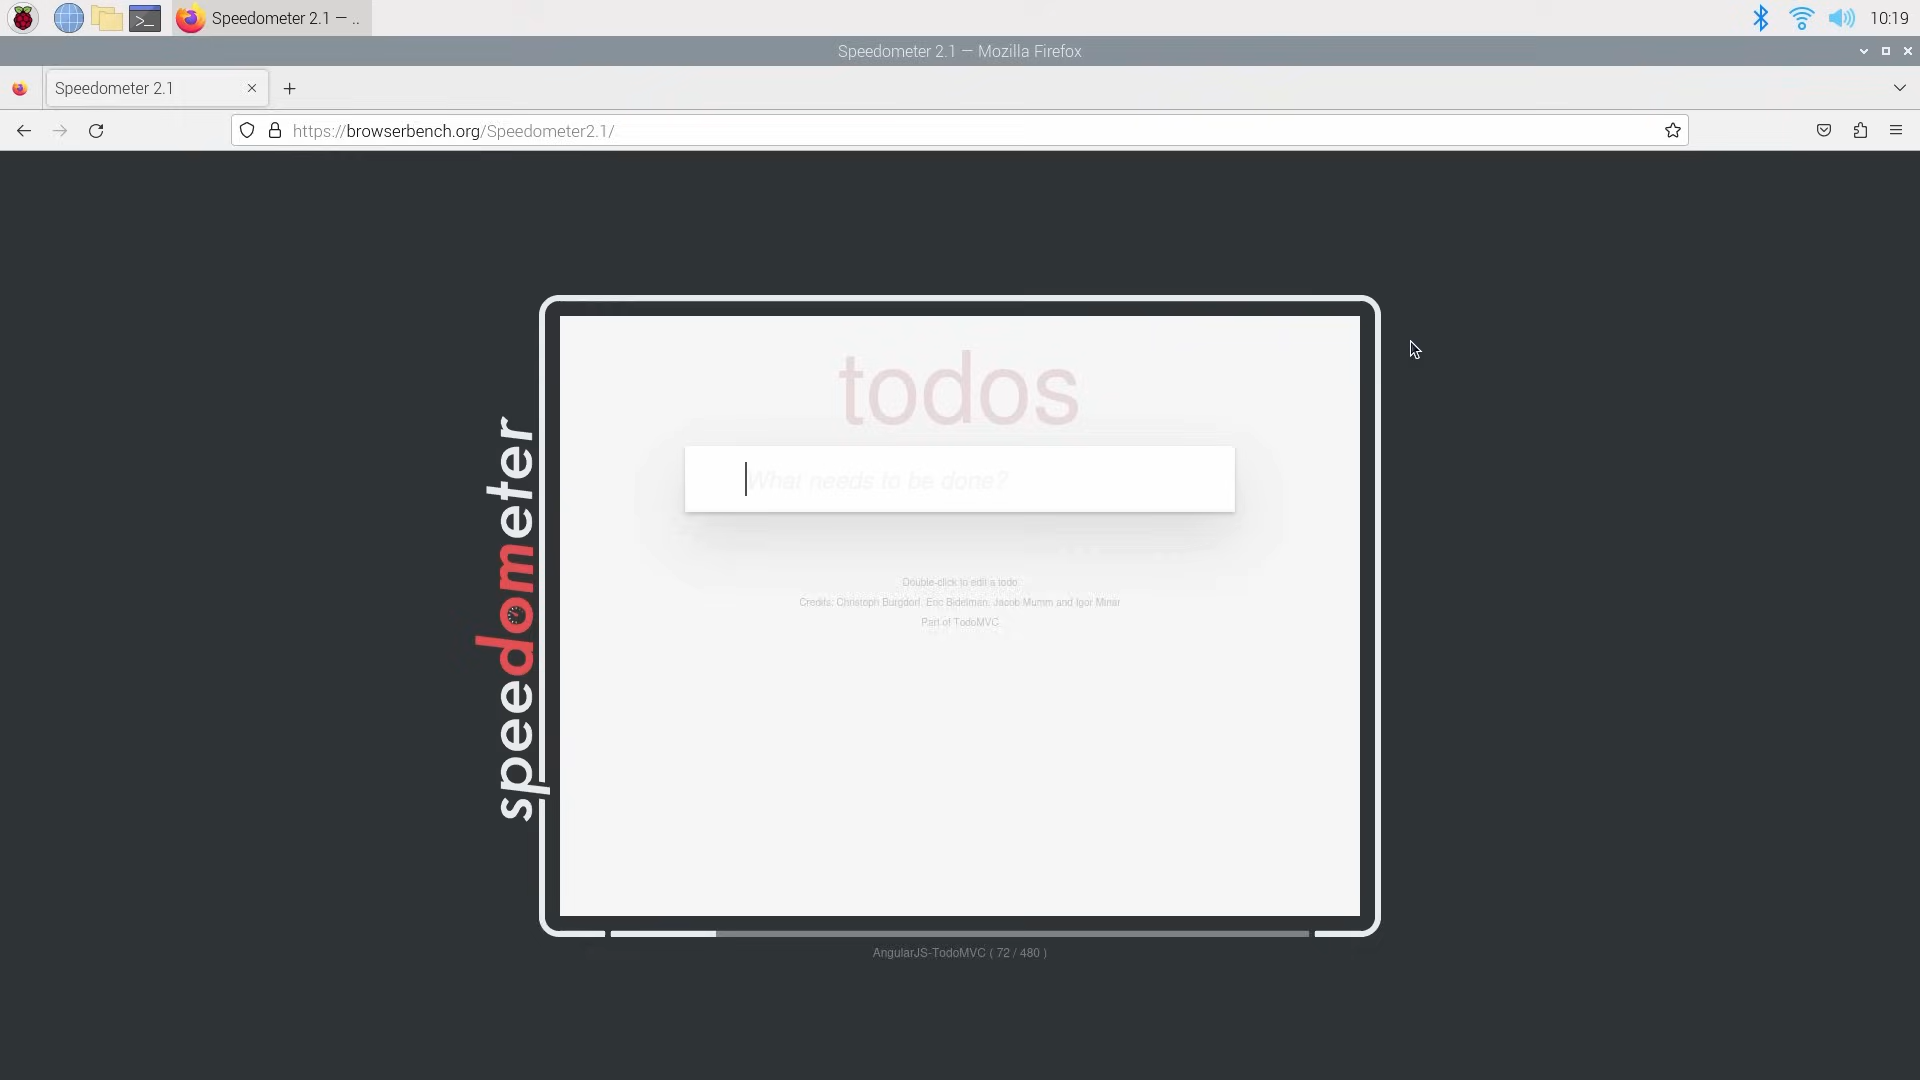 Speedometer 2.1 — ..
10:19
Speedometer 2.1 — Mozilla Firefox
Speedometer 2.1
https://browserbench.org/Speedometer2.1/
speedometer
todos
What needs to be done?
Double-click to edit a todo
Credits: Christoph Burgdorf, Eric Bidelman, Jacob Mumm and Igor Minar
Part of TodoMVC
AngularJS-TodoMVC ( 72 / 480 )